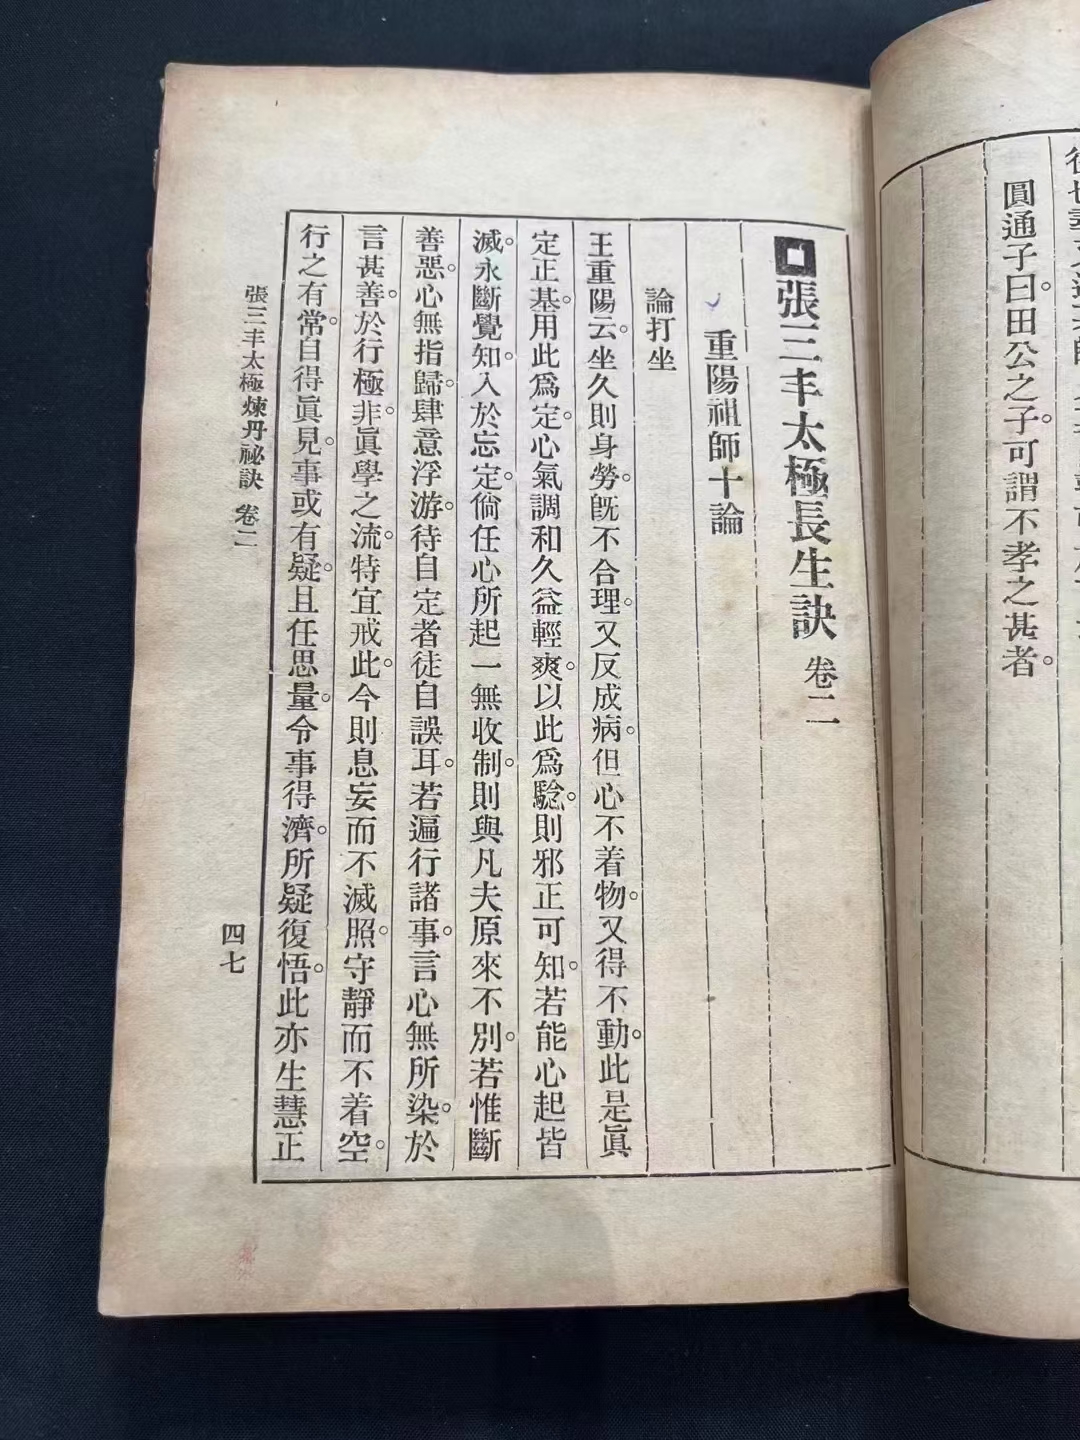 圓通子曰。田公之子。可謂不孝之甚者。
張三丰太極長生訣 卷二
重陽祖師十論
論打坐
王重陽云。坐久則身勞。旣不合理。又反成病。但心不着物。又得不動。此是眞
定正基。用此爲定。心氣調和久益輕爽。以此爲騐。則邪正可知。若能心起皆
滅。永斷覺知。入於忘定。倘任心所起一無收制。則與凡夫原來不別。若惟斷
善惡。心無指歸。肆意浮游。待自定者徒自誤耳。若遍行諸事。言心無所染。於
言甚善。於行極非。眞學之流。特宜戒此。今則息妄而不滅照。守靜而不着空。
行之有常。自得眞見。事或有疑。且任思量。令事得濟。所疑復悟。此亦生慧正
張三丰太極煉丹祕訣 卷二
四七